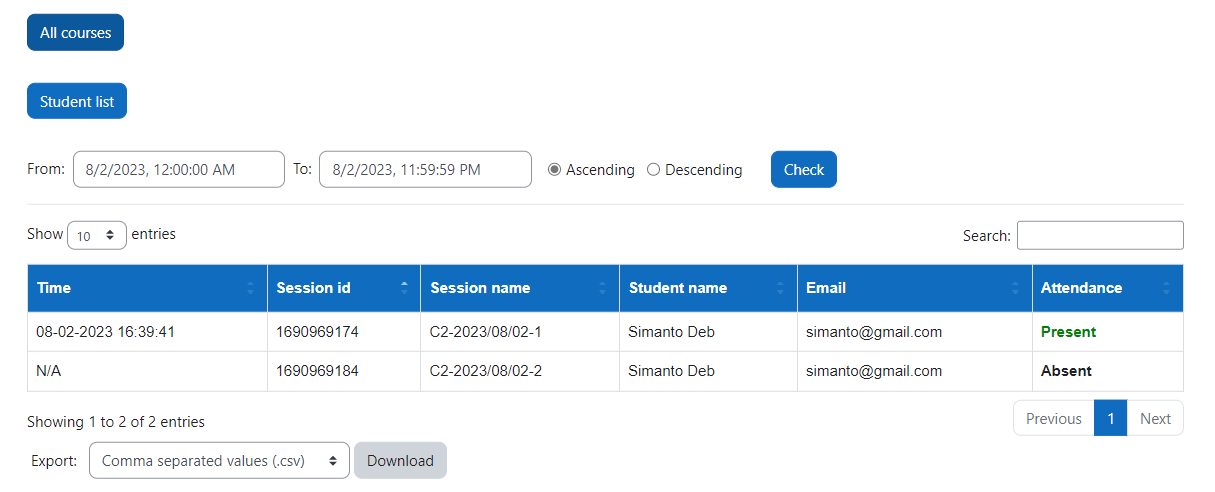 All courses
Student list
From: 8/2/2023, 12:00:00 AM To: 8/2/2023, 11:59:59 PM Ascending Descending Check
Show 10 entries Search:
Time Session id Session name Student name Email Attendance
08-02-2023 16:39:41 1690969174 C2-2023/08/02-1 Simanto Deb simanto@gmail.com Present
N/A 1690969184 C2-2023/08/02-2 Simanto Deb simanto@gmail.com Absent
Showing 1 to 2 of 2 entries Previous 1 Next
Export: Comma separated values (.csv) Download